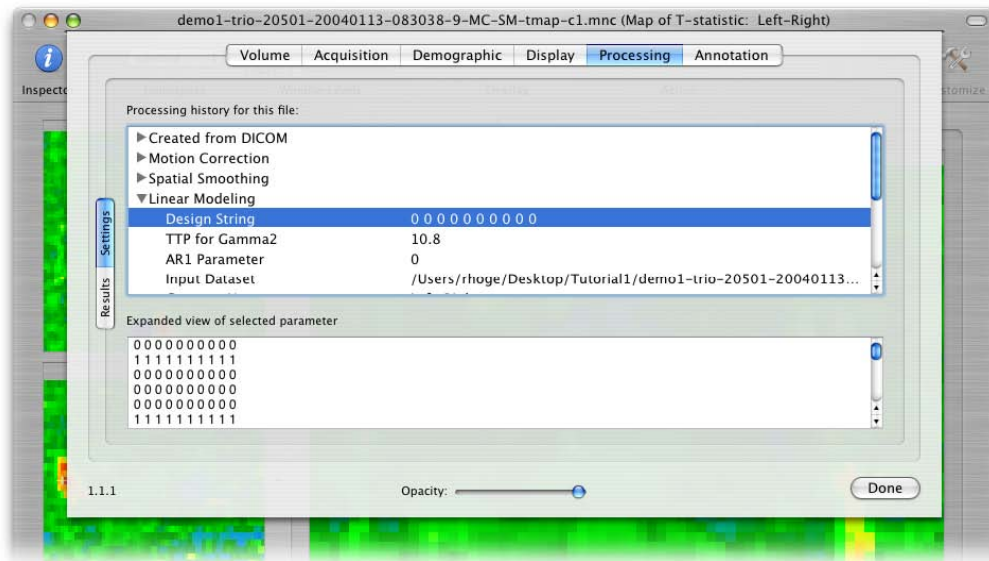 demo1-trio-20501-20040113-083038-9-MC-SM-tmap-c1.mnc (Map of T-statistic: Left-Right)
Volume Acquisition Demographic Display Processing Annotation
Processing history for this file:
Created from DICOM
Motion Correction
Spatial Smoothing
Linear Modeling
Design String 0 0 0 0 0 0 0 0 0 0
TTP for Gamma2 10.8
AR1 Parameter 0
Input Dataset /Users/rhoge/Desktop/Tutorial1/demo1-trio-20501-20040113...
Settings
Results
Expanded view of selected parameter
0 0 0 0 0 0 0 0 0 0
1 1 1 1 1 1 1 1 1 1
0 0 0 0 0 0 0 0 0 0
0 0 0 0 0 0 0 0 0 0
0 0 0 0 0 0 0 0 0 0
1 1 1 1 1 1 1 1 1 1
1.1.1 Opacity: Done